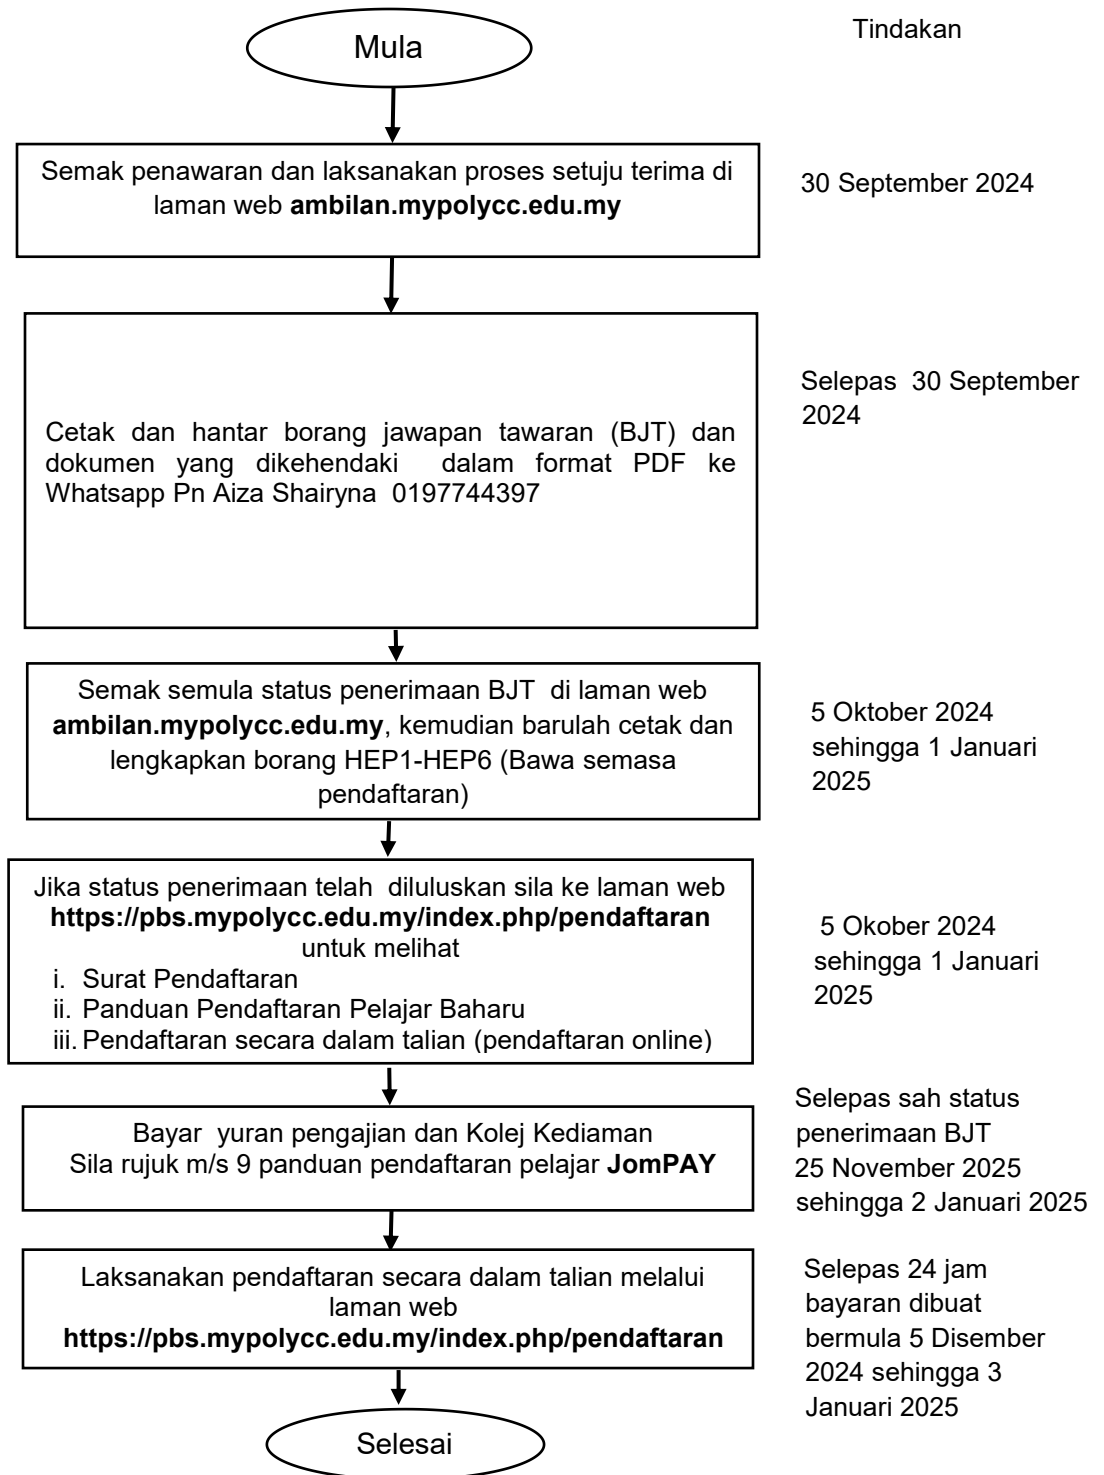 Mula
Tindakan
Semak penawaran dan laksanakan proses setuju terima di
laman web ambilan.mypolycc.edu.my
30 September 2024
Cetak dan hantar borang jawapan tawaran (BJT) dan
dokumen yang dikehendaki dalam format PDF ke
Whatsapp Pn Aiza Shairyna 0197744397
Selepas 30 September
2024
Semak semula status penerimaan BJT di laman web
ambilan.mypolycc.edu.my, kemudian barulah cetak dan
lengkapkan borang HEP1-HEP6 (Bawa semasa
pendaftaran)
5 Oktober 2024
sehingga 1 Januari
2025
Jika status penerimaan telah diluluskan sila ke laman web
https://pbs.mypolycc.edu.my/index.php/pendaftaran
untuk melihat
i. Surat Pendaftaran
ii. Panduan Pendaftaran Pelajar Baharu
iii. Pendaftaran secara dalam talian (pendaftaran online)
5 Okober 2024
sehingga 1 Januari
2025
Bayar yuran pengajian dan Kolej Kediaman
Sila rujuk m/s 9 panduan pendaftaran pelajar JomPAY
Selepas sah status
penerimaan BJT
25 November 2025
sehingga 2 Januari 2025
Laksanakan pendaftaran secara dalam talian melalui
laman web
https://pbs.mypolycc.edu.my/index.php/pendaftaran
Selepas 24 jam
bayaran dibuat
bermula 5 Disember
2024 sehingga 3
Januari 2025
Selesai